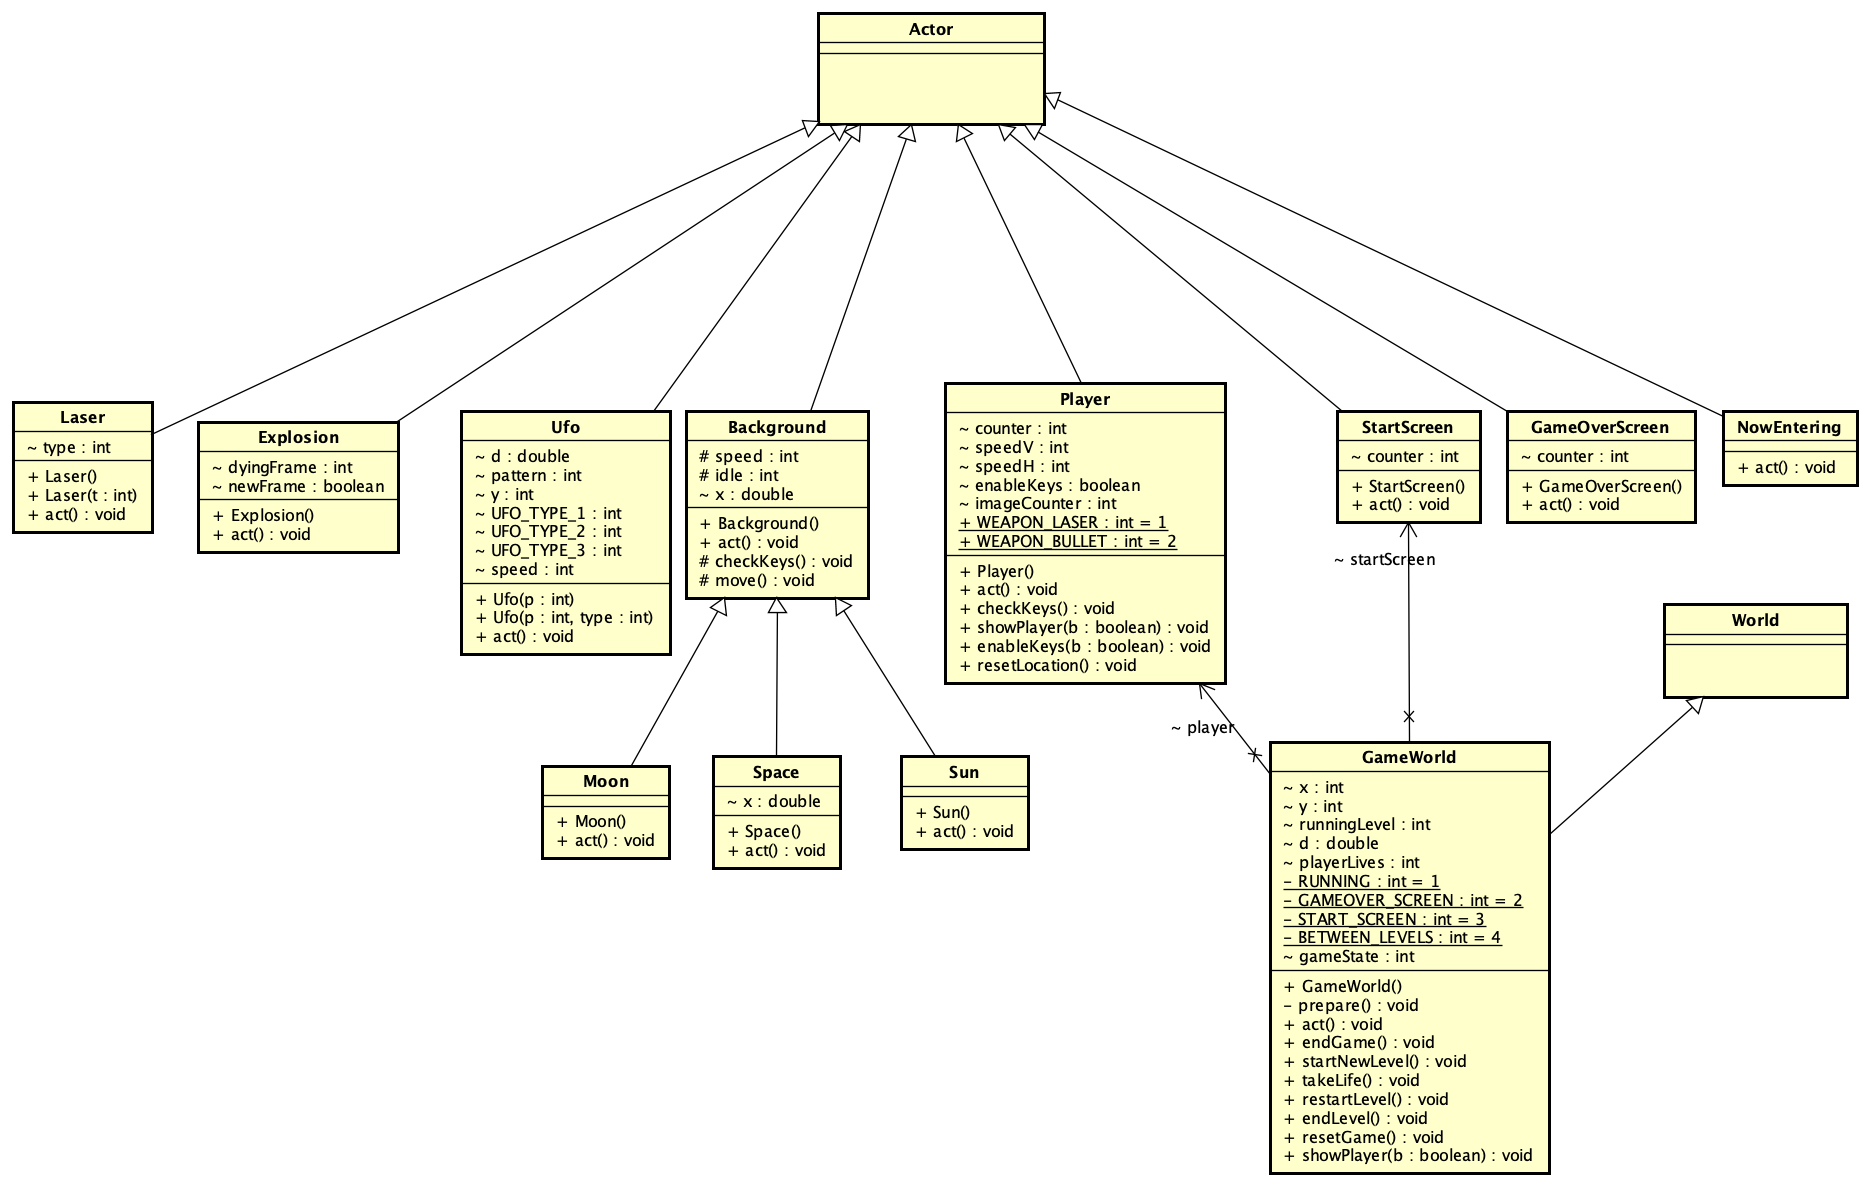 Actor
Laser
~ type : int
+ Laser()
+ Laser(t : int)
+ act() : void
Explosion
~ dyingFrame : int
~ newFrame : boolean
+ Explosion()
+ act() : void
Ufo
~ d : double
~ pattern : int
~ y : int
~ UFO_TYPE_1 : int
~ UFO_TYPE_2 : int
~ UFO_TYPE_3 : int
~ speed : int
+ Ufo(p : int)
+ Ufo(p : int, type : int)
+ act() : void
Background
# speed : int
# idle : int
~ x : double
+ Background()
+ act() : void
# checkKeys() : void
# move() : void
Player
~ counter : int
~ speedV : int
~ speedH : int
~ enableKeys : boolean
~ imageCounter : int
+ WEAPON_LASER : int = 1
+ WEAPON_BULLET : int = 2
+ Player()
+ act() : void
+ checkKeys() : void
+ showPlayer(b : boolean) : void
+ enableKeys(b : boolean) : void
+ resetLocation() : void
StartScreen
~ counter : int
+ StartScreen()
+ act() : void
GameOverScreen
~ counter : int
+ GameOverScreen()
+ act() : void
NowEntering
+ act() : void
~ startScreen
World
~ player
Moon
+ Moon()
+ act() : void
Space
~ x : double
+ Space()
+ act() : void
Sun
+ Sun()
+ act() : void
GameWorld
~ x : int
~ y : int
~ runningLevel : int
~ d : double
~ playerLives : int
- RUNNING : int = 1
- GAMEOVER_SCREEN : int = 2
- START_SCREEN : int = 3
- BETWEEN_LEVELS : int = 4
~ gameState : int
+ GameWorld()
- prepare() : void
+ act() : void
+ endGame() : void
+ startNewLevel() : void
+ takeLife() : void
+ restartLevel() : void
+ endLevel() : void
+ resetGame() : void
+ showPlayer(b : boolean) : void